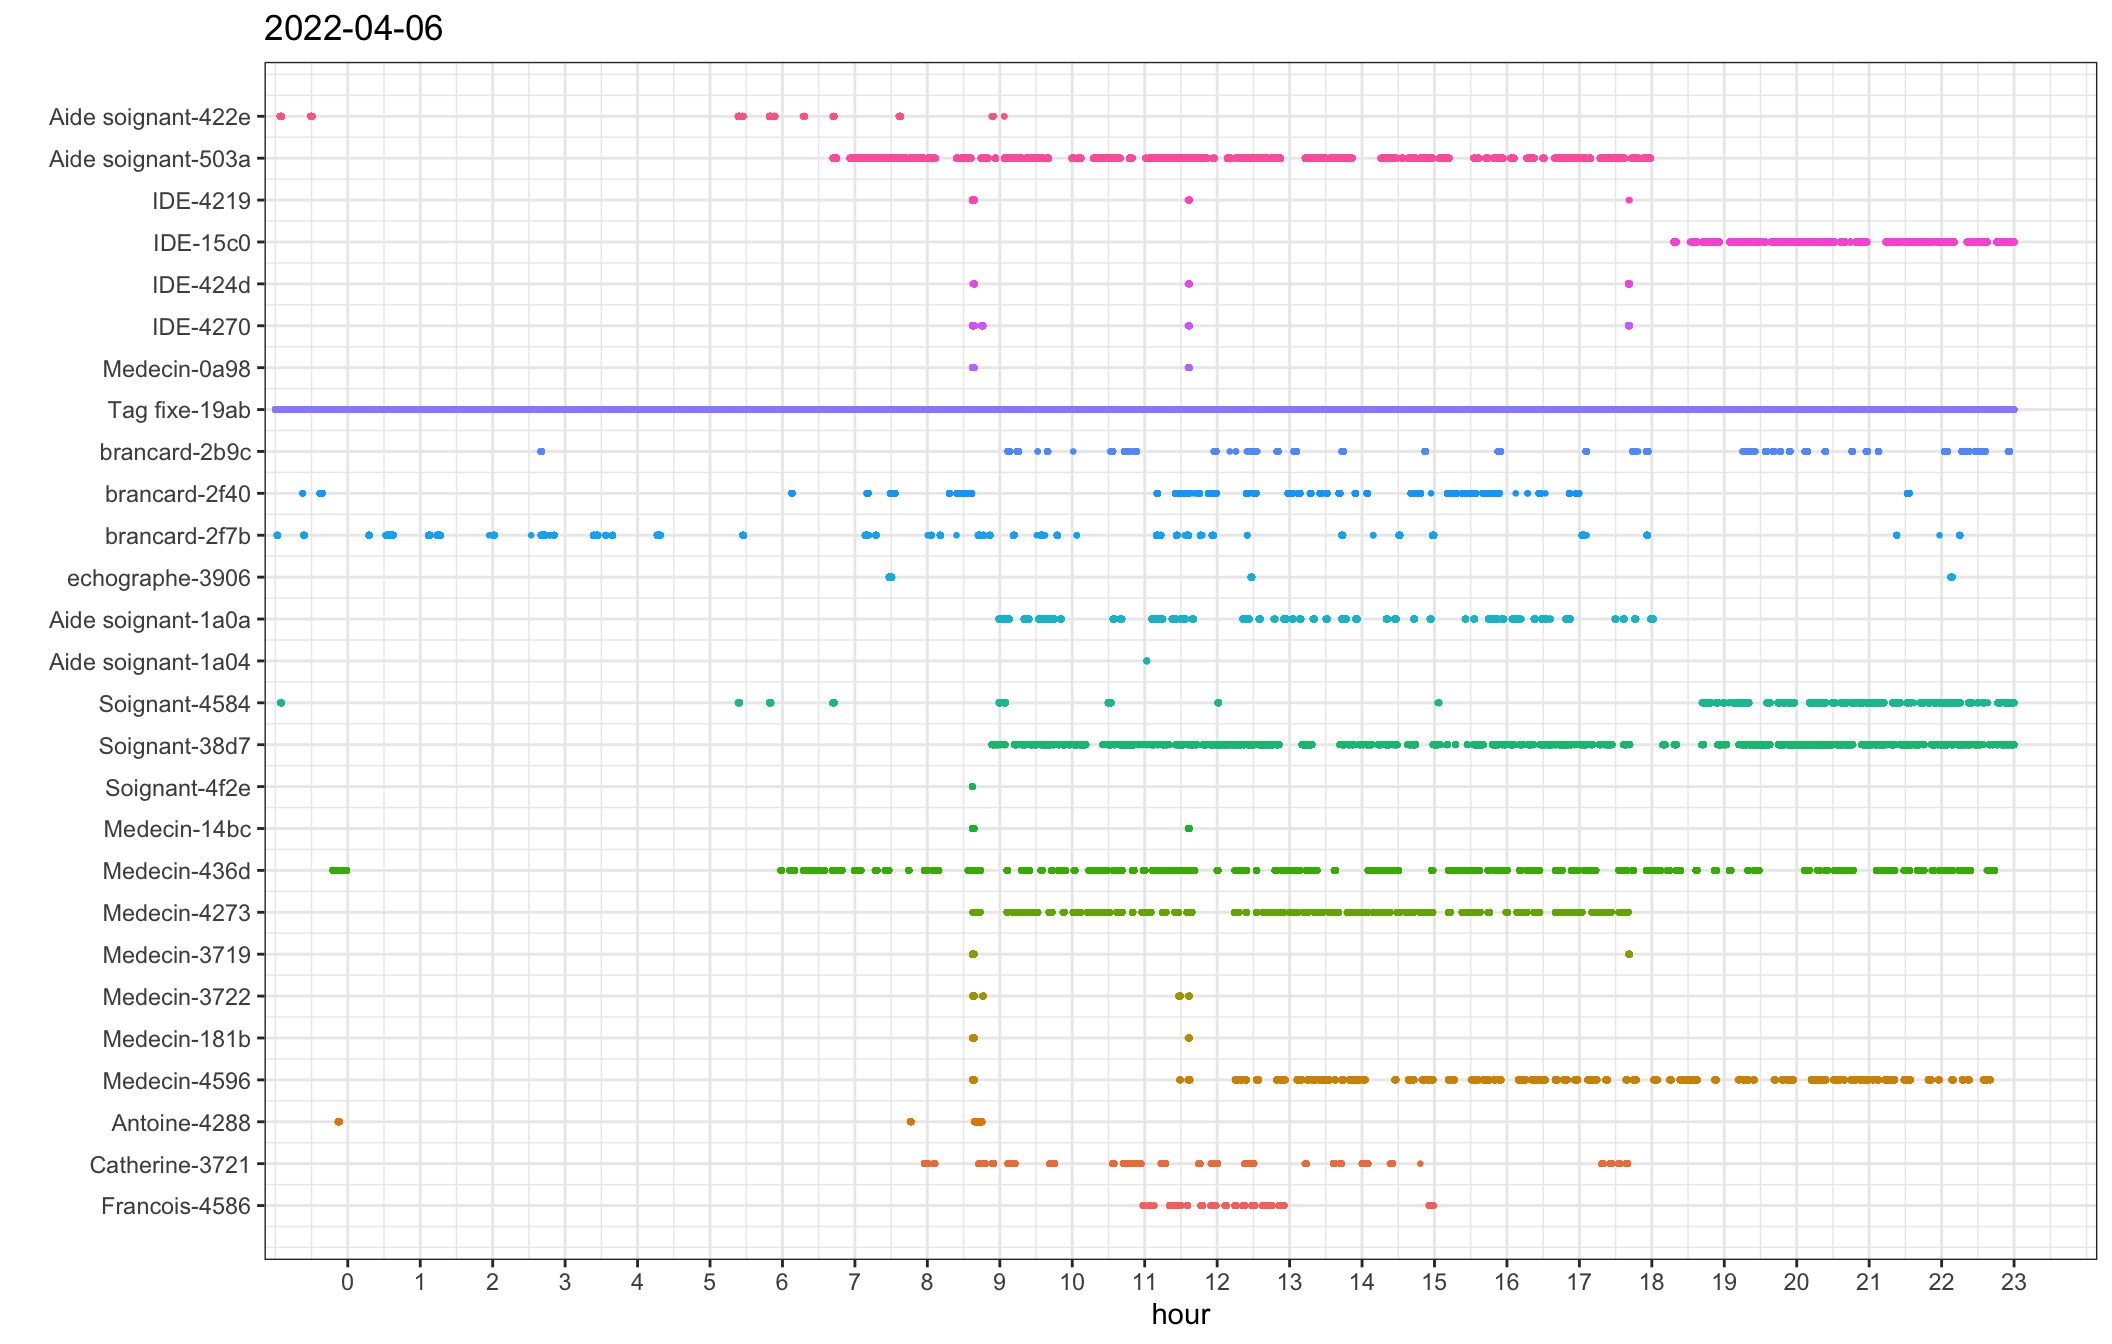 2022-04-06
Aide soignant-422e
Aide soignant-503a
IDE-4219
IDE-15c0
IDE-424d
IDE-4270
Medecin-0a98
Tag fixe-19ab
brancard-2b9c
brancard-2f40
brancard-2f7b
echographe-3906
Aide soignant-1a0a
Aide soignant-1a04
Soignant-4584
Soignant-38d7
Soignant-4f2e
Medecin-14bc
Medecin-436d
Medecin-4273
Medecin-3719
Medecin-3722
Medecin-181b
Medecin-4596
Antoine-4288
Catherine-3721
Francois-4586
0 1 2 3 4 5 6 7 8 9 10 11 12 13 14 15 16 17 18 19 20 21 22 23
hour